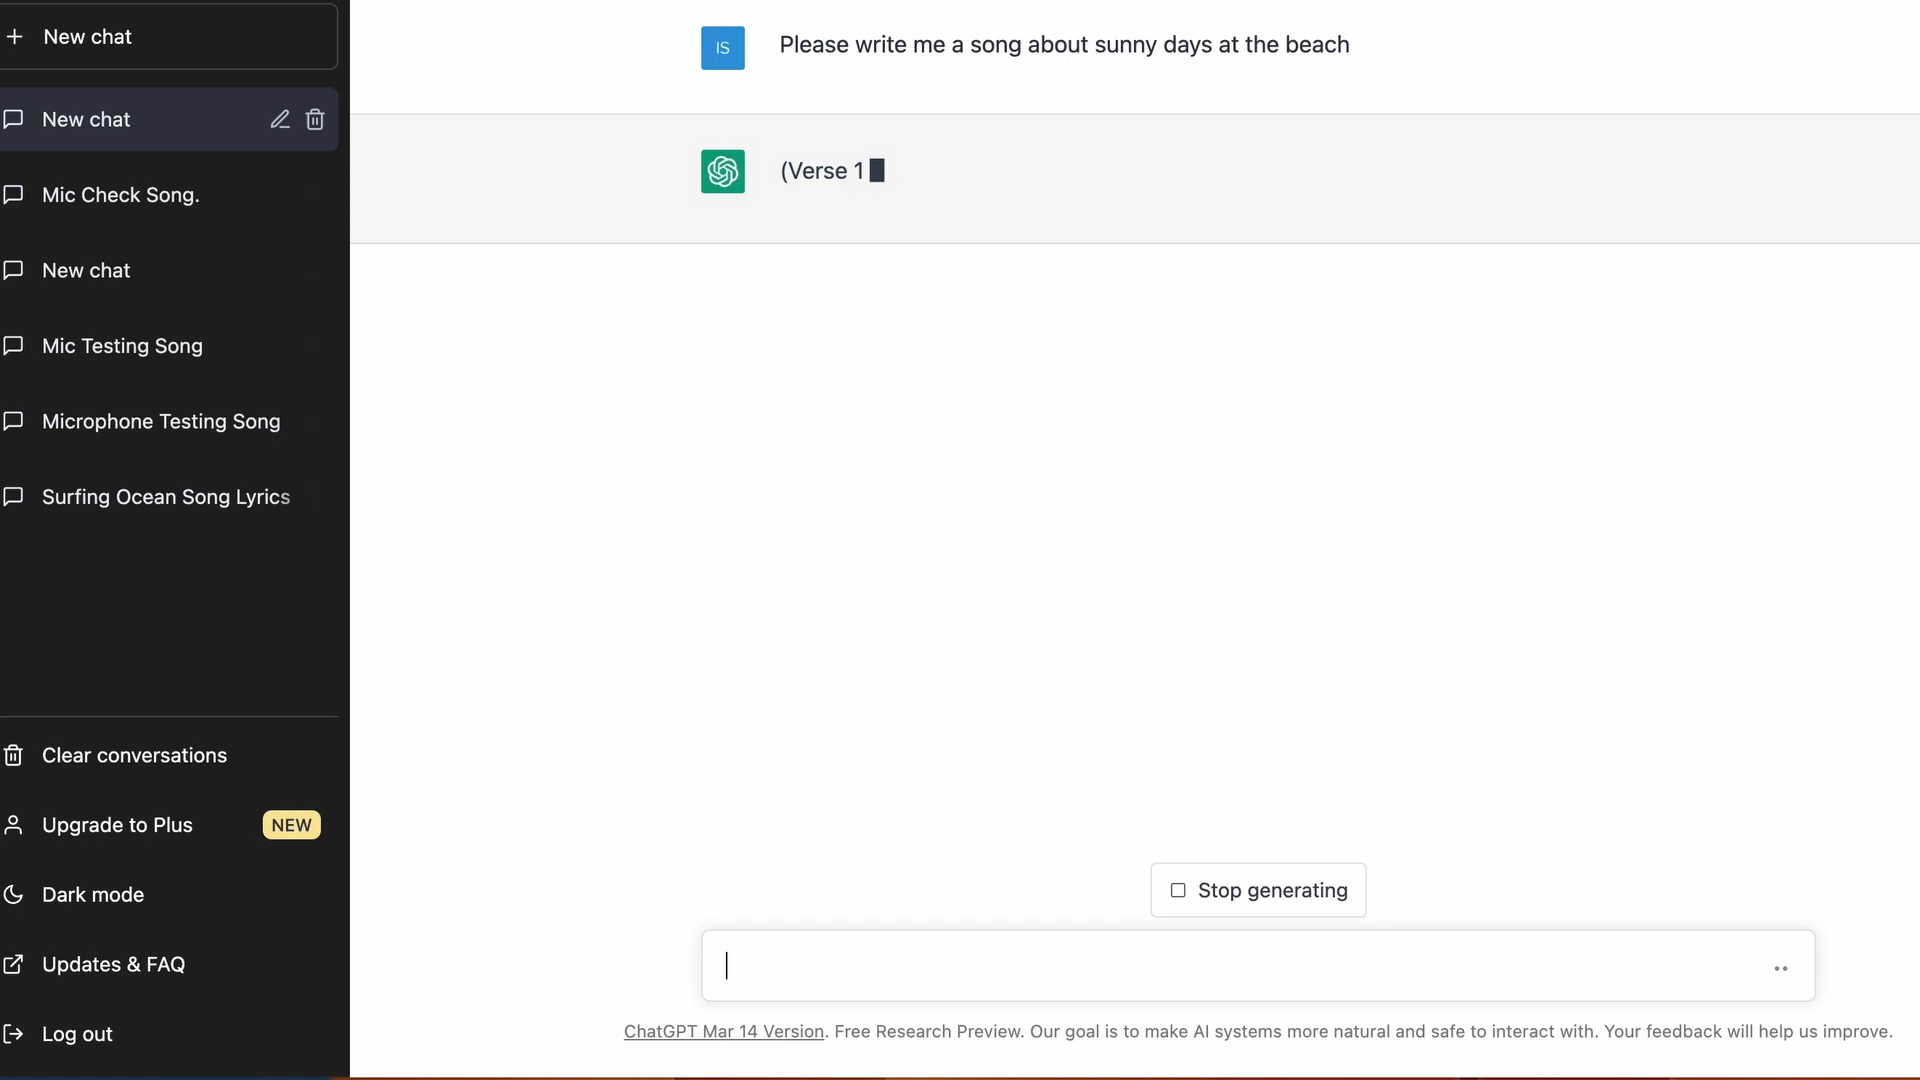 New chat
New chat
Mic Check Song.
New chat
Mic Testing Song
Microphone Testing Song
Surfing Ocean Song Lyrics
Clear conversations
Upgrade to Plus NEW
Dark mode
Updates & FAQ
Log out
IS Please write me a song about sunny days at the beach
(Verse 1
Stop generating
ChatGPT Mar 14 Version. Free Research Preview. Our goal is to make AI systems more natural and safe to interact with. Your feedback will help us improve.